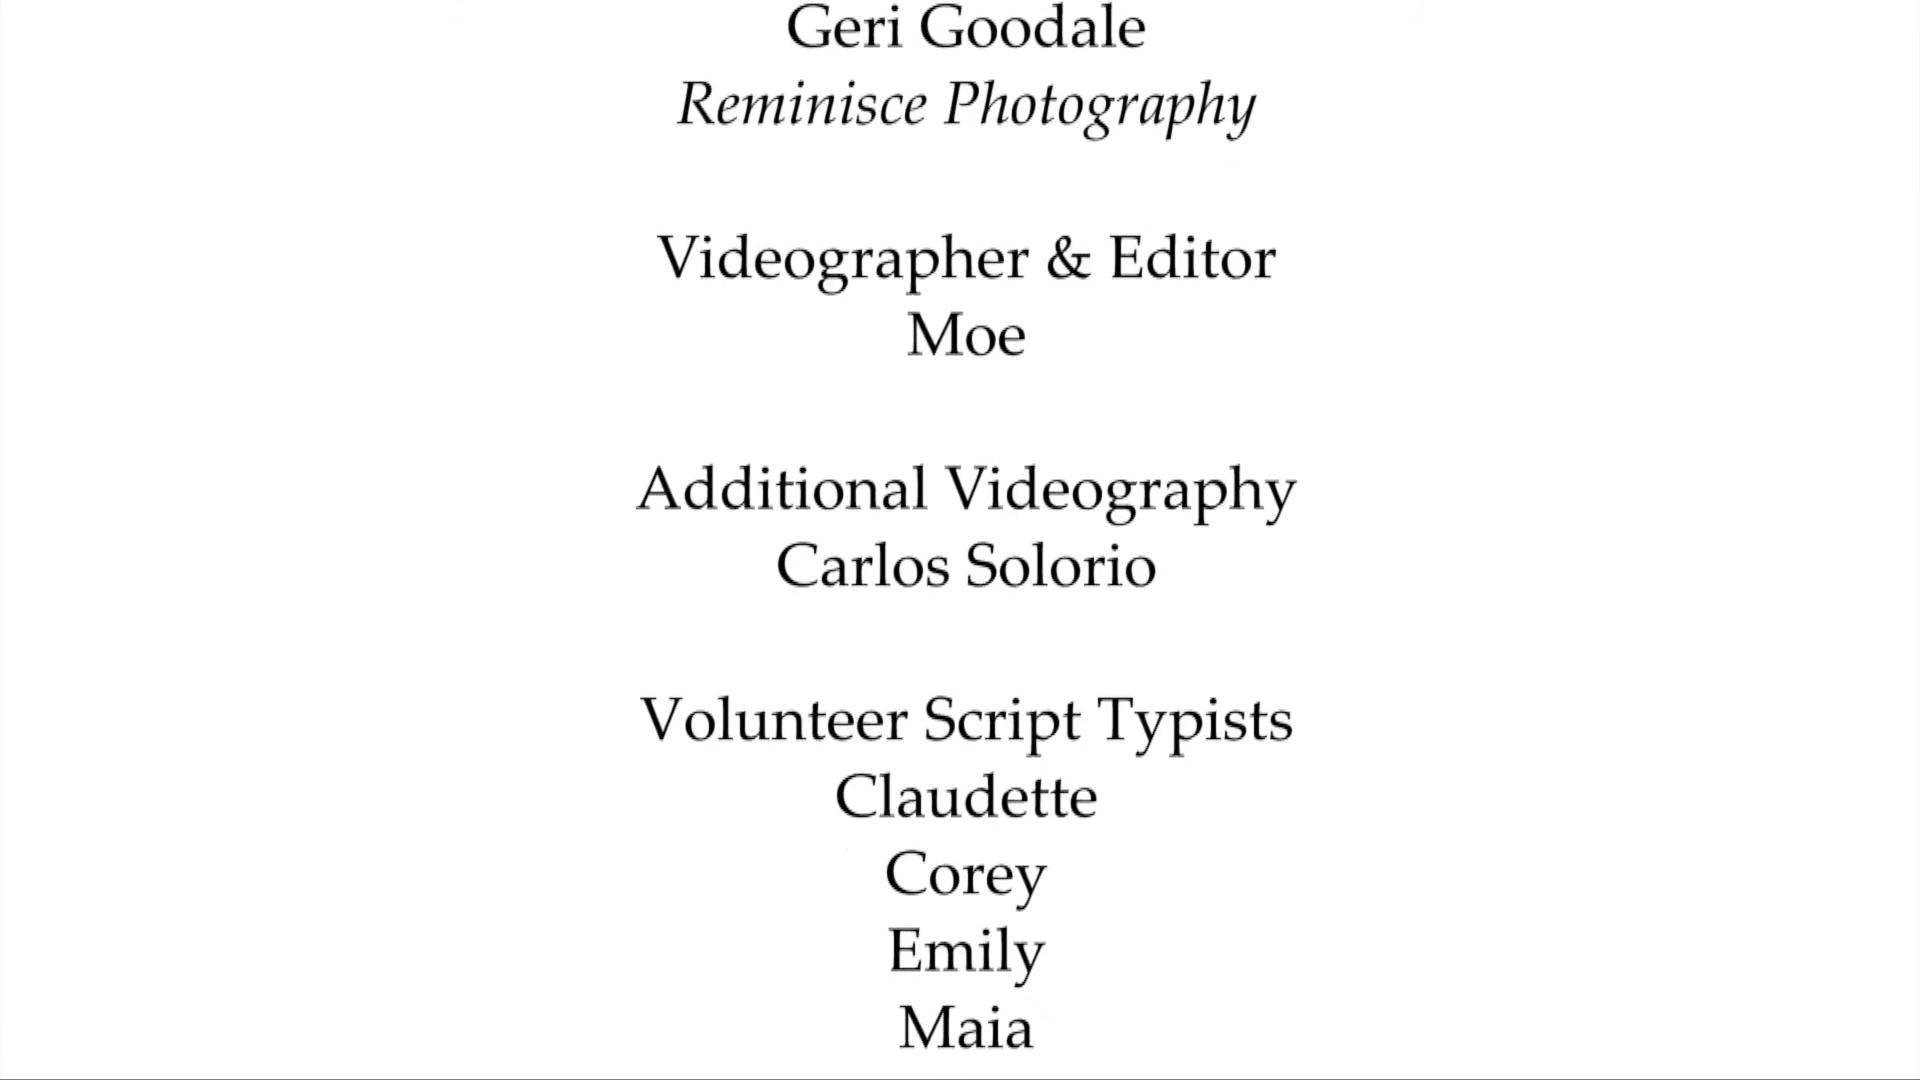 Geri Goodale
Reminisce Photography
Videographer & Editor
Moe
Additional Videography
Carlos Solorio
Volunteer Script Typists
Claudette
Corey
Emily
Maia